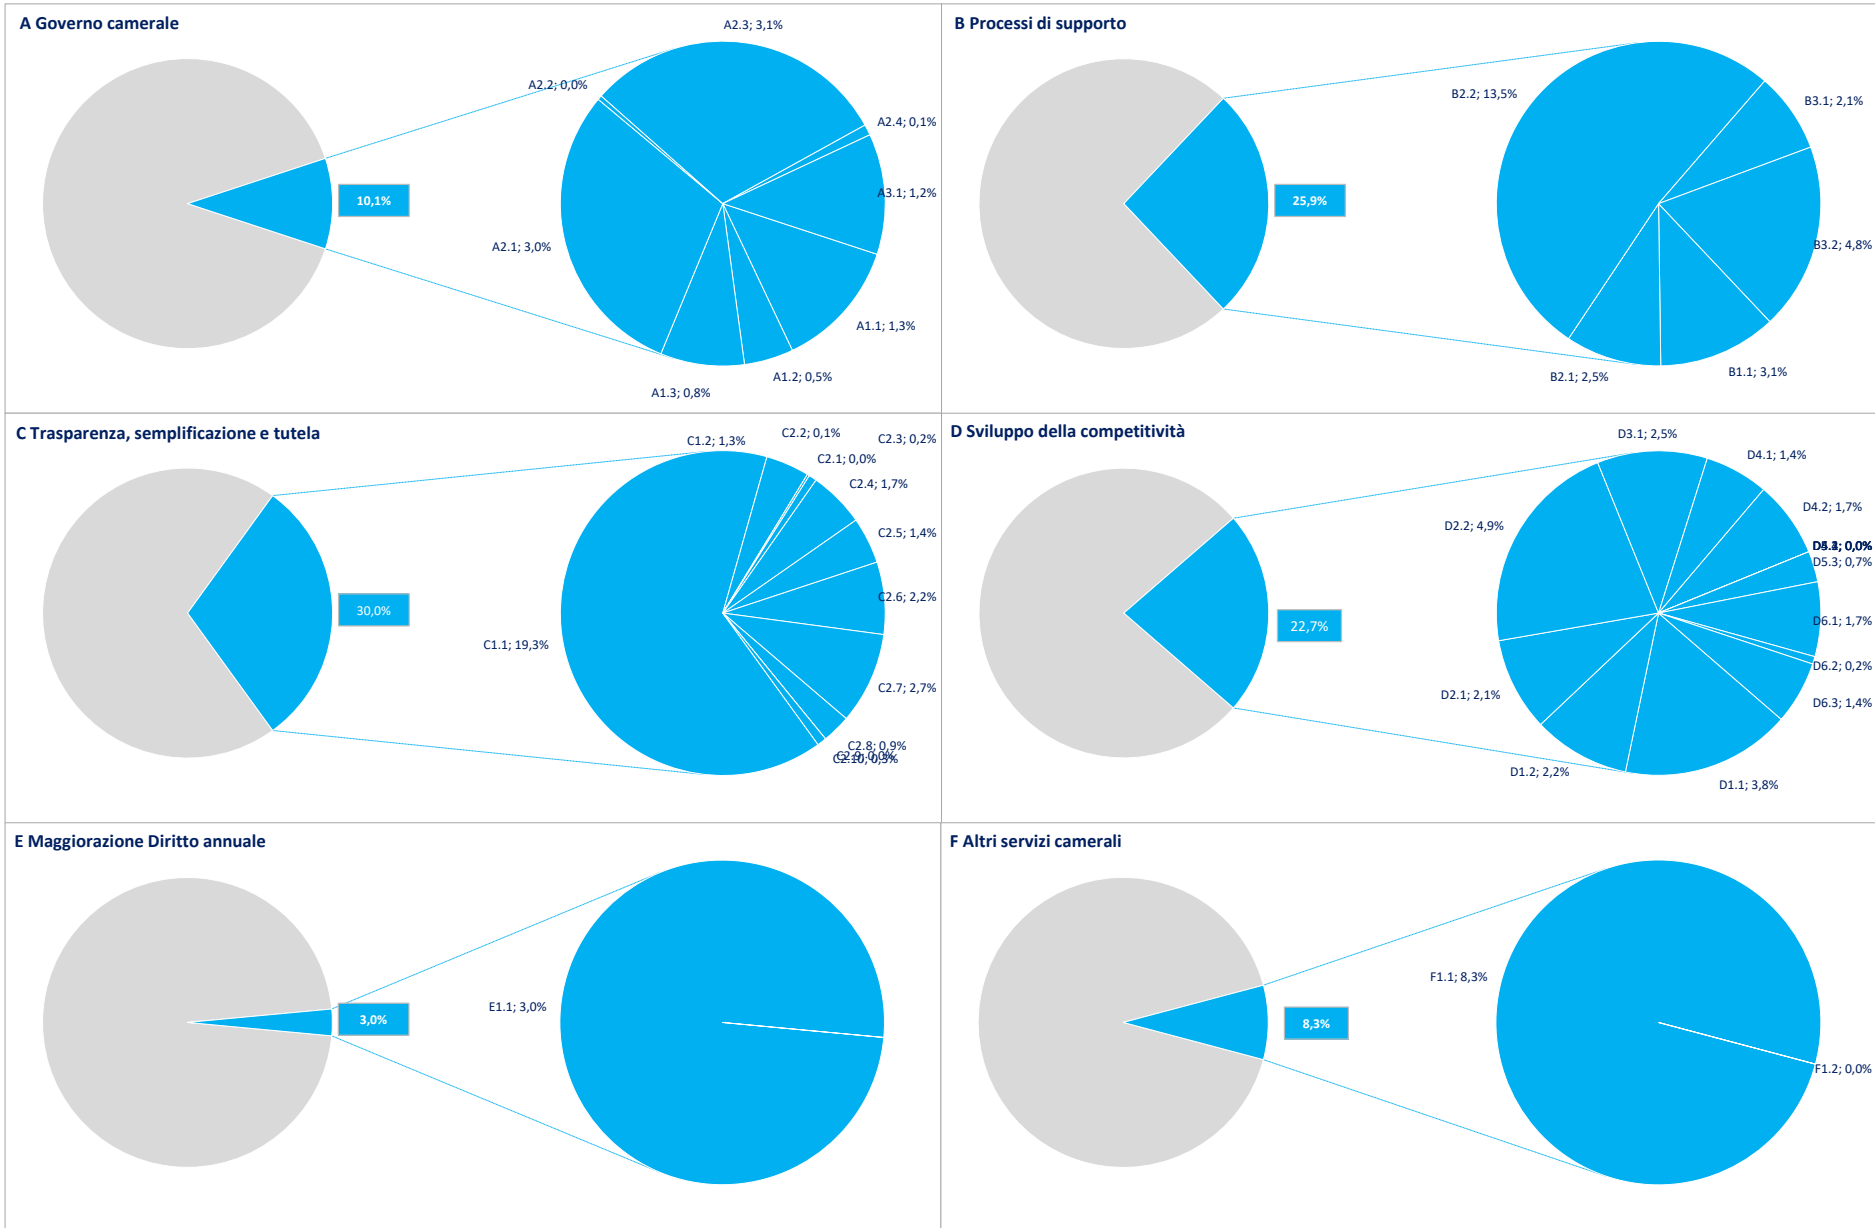 A Governo camerale
A2.3; 3,1%
A2.2; 0,0%
A2.4; 0,1%
A3.1; 1,2%
10,1%
A2.1; 3,0%
A1.1; 1,3%
A1.2; 0,5%
A1.3; 0,8%
B Processi di supporto
B2.2; 13,5%
B3.1; 2,1%
25,9%
B3.2; 4,8%
B1.1; 3,1%
B2.1; 2,5%
C Trasparenza, semplificazione e tutela
C1.2; 1,3%
C2.2; 0,1%
C2.3; 0,2%
C2.1; 0,0%
C2.4; 1,7%
C2.5; 1,4%
C2.6; 2,2%
30,0%
C1.1; 19,3%
C2.7; 2,7%
C2.8; 0,9%
D Sviluppo della competitività
D3.1; 2,5%
D4.1; 1,4%
D4.2; 1,7%
D2.2; 4,9%
D5.3; 0,7%
D6.1; 1,7%
22,7%
D6.2; 0,2%
D2.1; 2,1%
D6.3; 1,4%
D1.2; 2,2%
D1.1; 3,8%
E Maggiorazione Diritto annuale
E1.1; 3,0%
3,0%
F Altri servizi camerali
F1.1; 8,3%
8,3%
F1.2; 0,0%